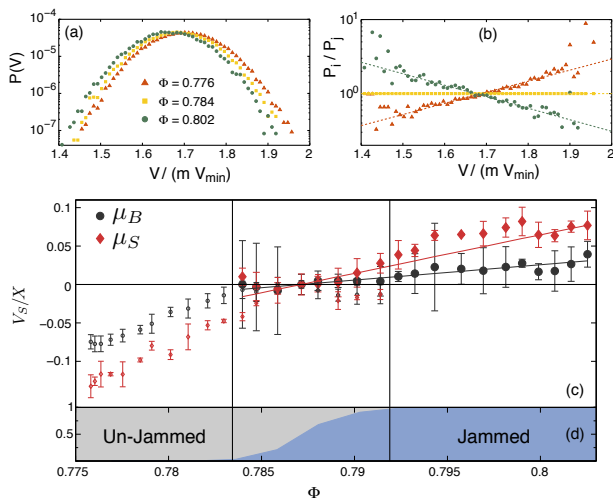 (a)
P(V)
10⁻⁴
10⁻⁵
10⁻⁶
10⁻⁷
Φ = 0.776
Φ = 0.784
Φ = 0.802
1.4 1.5 1.6 1.7 1.8 1.9 2
V / (m V_min)
(b)
P_i / P_j
10¹
10⁰
1.4 1.5 1.6 1.7 1.8 1.9 2
V / (m V_min)
μ_B
μ_S
V_S/X
0.1
0.05
0
−0.05
−0.1
(c)
1
0.5
Un-Jammed
Jammed
(d)
0.775 0.78 0.785 0.79 0.795 0.8
Φ